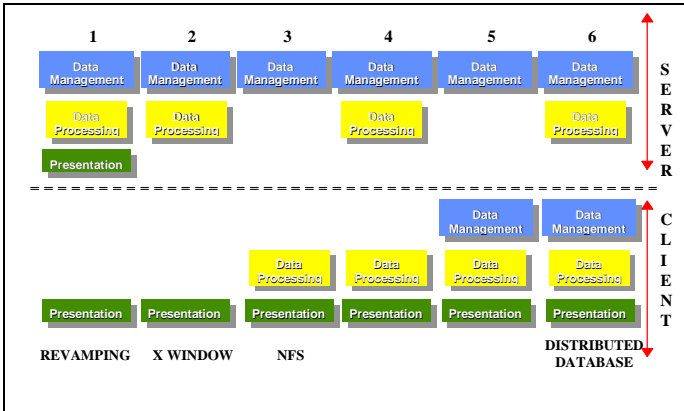 1 2 3 4 5 6
Data Management Data Management Data Management Data Management Data Management Data Management
Data Processing Data Processing Data Processing Data Processing
Presentation
SERVER
Data Management Data Management
Data Processing Data Processing Data Processing Data Processing
Presentation Presentation Presentation Presentation Presentation Presentation
CLIENT
REVAMPING X WINDOW NFS DISTRIBUTED DATABASE